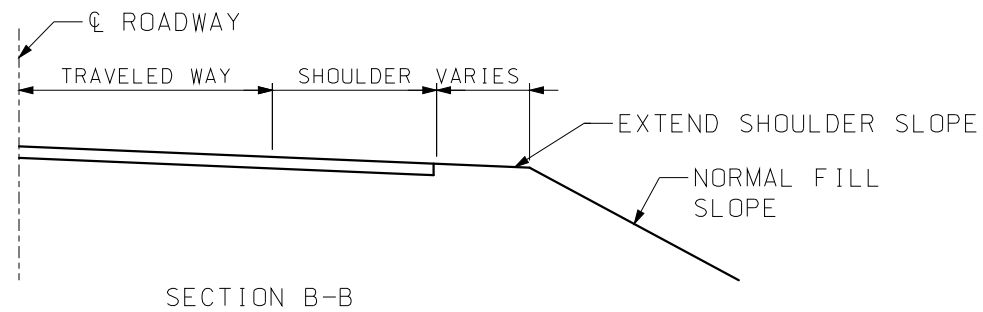 ℄ ROADWAY
TRAVELED WAY
SHOULDER
VARIES
EXTEND SHOULDER SLOPE
NORMAL FILL
SLOPE
SECTION B-B